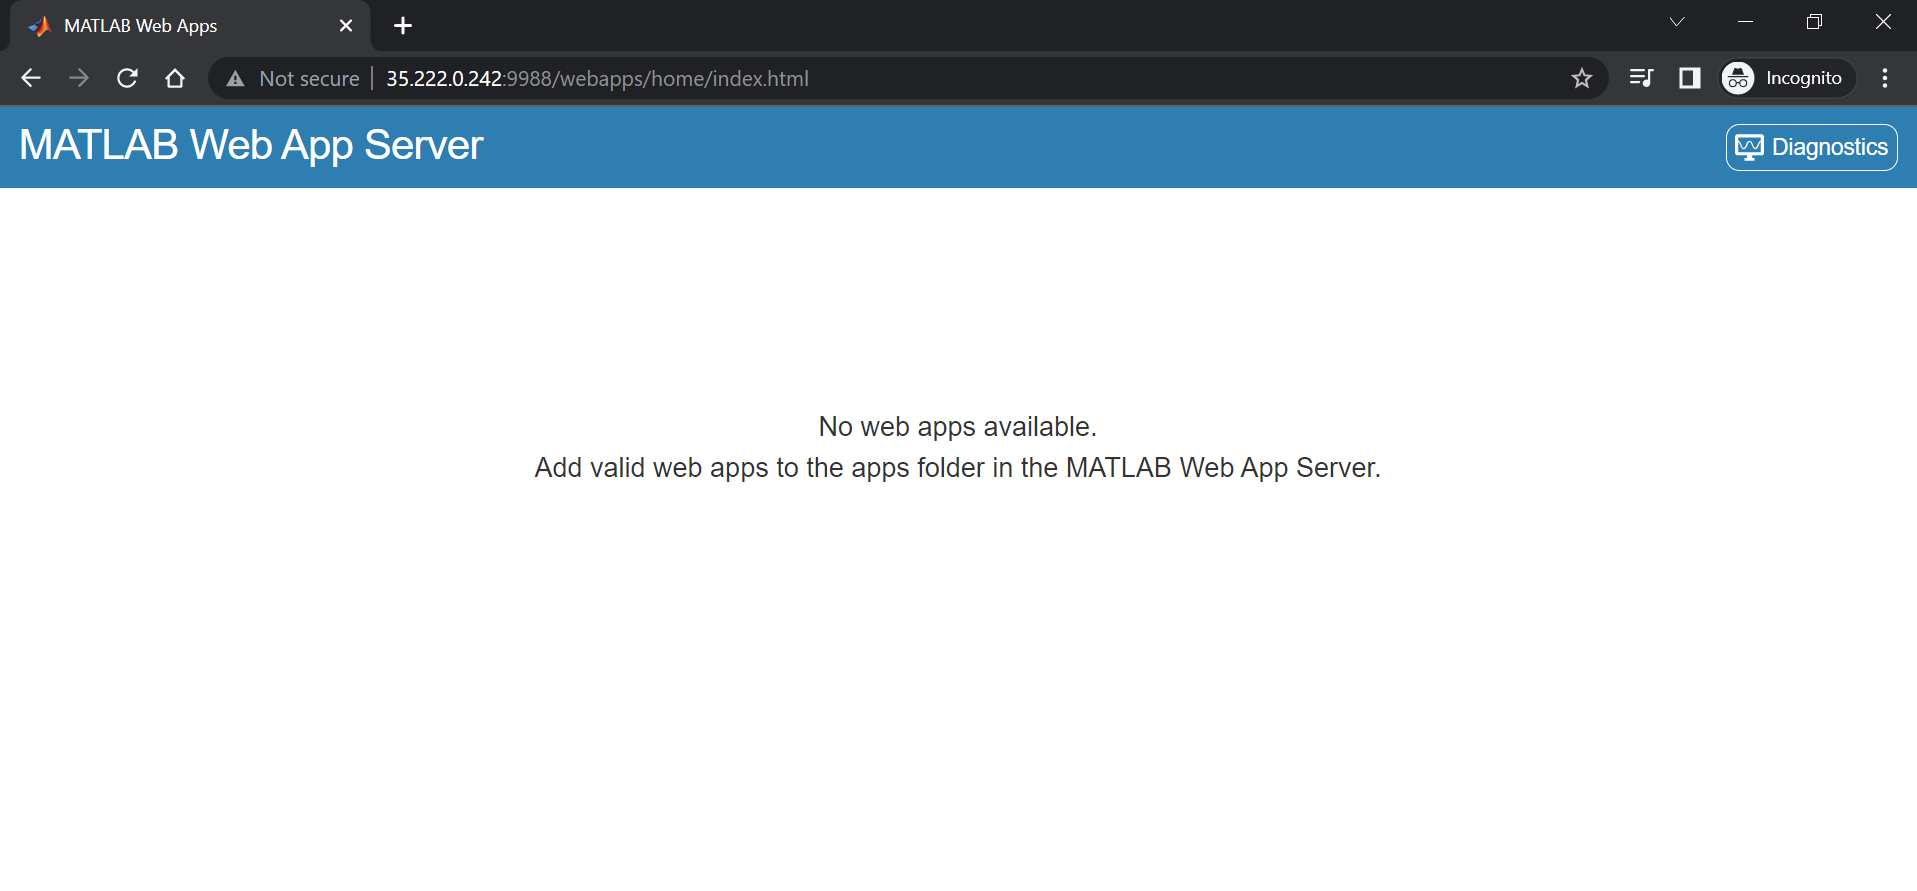 MATLAB Web Apps
Not secure
35.222.0.242:9988/webapps/home/index.html
Incognito
MATLAB Web App Server
Diagnostics
No web apps available.
Add valid web apps to the apps folder in the MATLAB Web App Server.